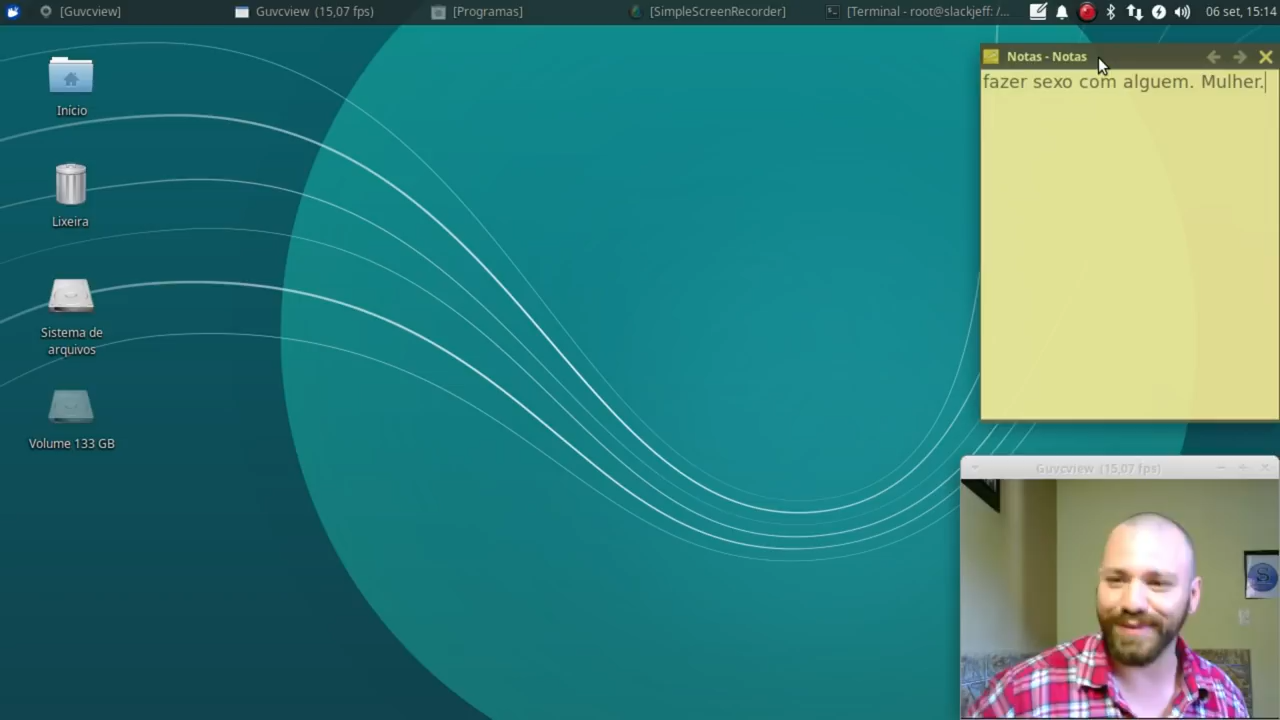 [Guvcview]
Guvcview (15,07 fps)
[Programas]
[SimpleScreenRecorder]
[Terminal - root@slackjeff: /...
06 set, 15:14
Início
Lixeira
Sistema de
arquivos
Volume 133 GB
Notas - Notas
fazer sexo com alguem. Mulher.
Guvcview (15,07 fps)